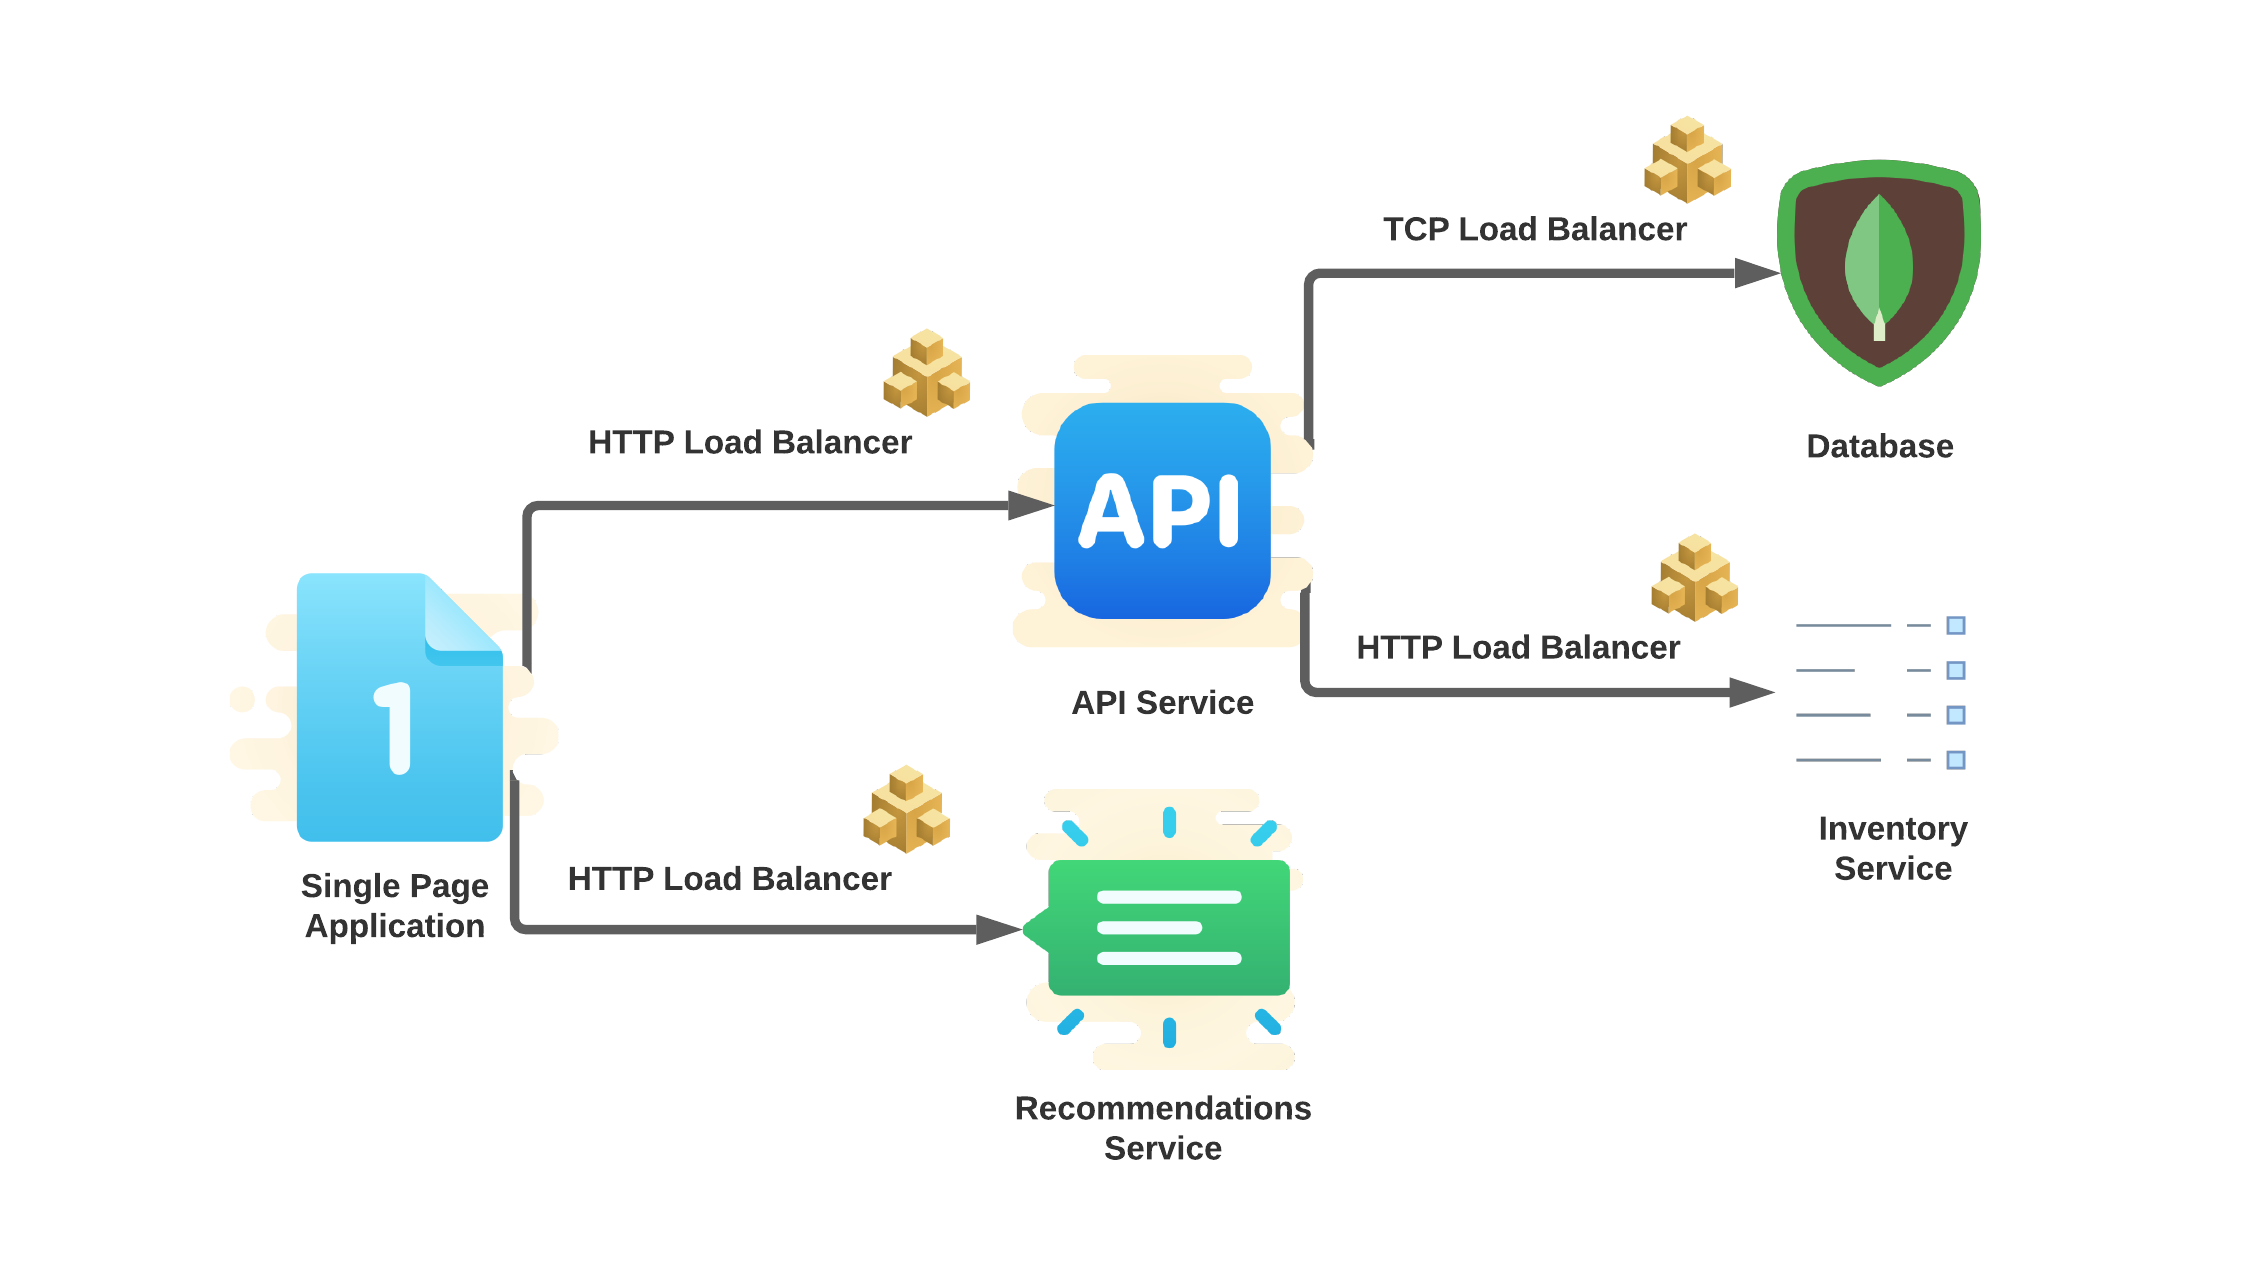 TCP Load Balancer
HTTP Load Balancer
API
Database
HTTP Load Balancer
API Service
1
Inventory
Service
HTTP Load Balancer
Single Page
Application
Recommendations
Service